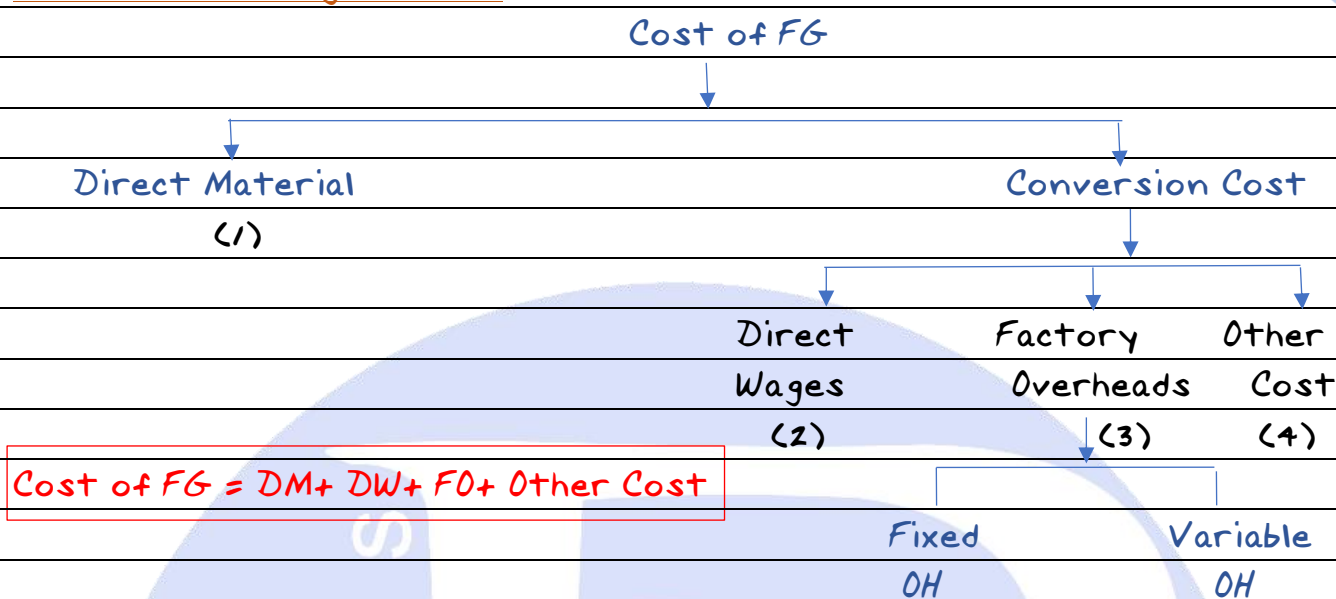 Cost of FG
Direct Material Conversion Cost
(1)
Direct Factory Other
Wages Overheads Cost
(2) (3) (4)
Cost of FG = DM+ DW+ FO+ Other Cost
Fixed Variable
OH OH